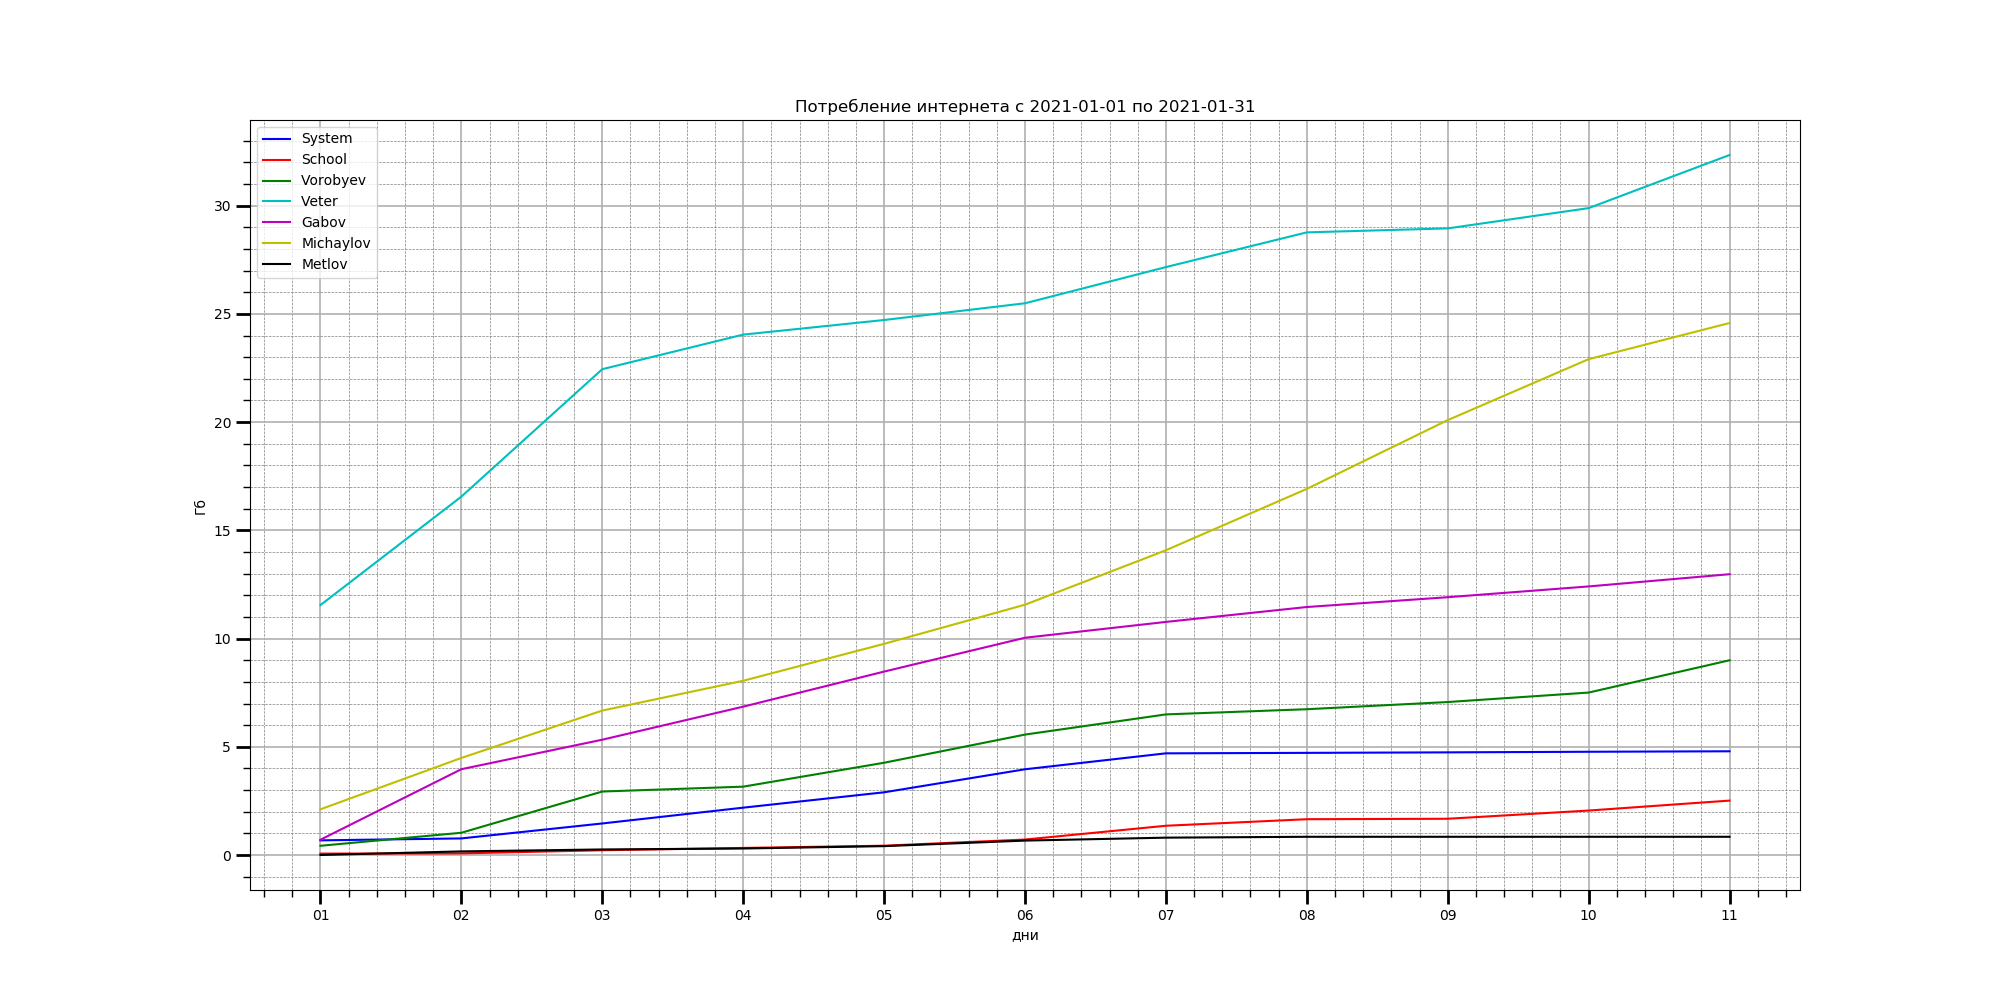 Потребление интернета с 2021-01-01 по 2021-01-31
System
School
Vorobyev
Veter
Gabov
Michaylov
Metlov
30
25
20
15
10
5
0
Гб
01 02 03 04 05 06 07 08 09 10 11
дни